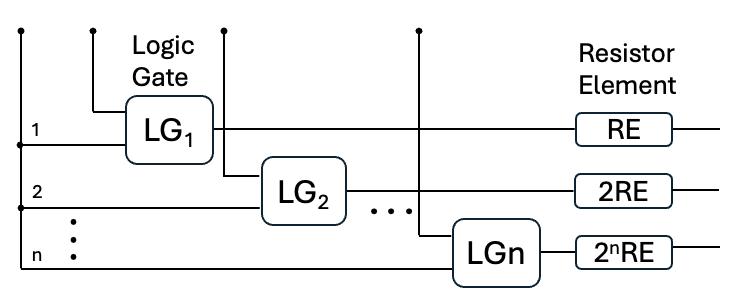 Logic
Gate
Resistor
Element
1
LG₁
RE
2
LG₂
2RE
n
LGn
2ⁿRE